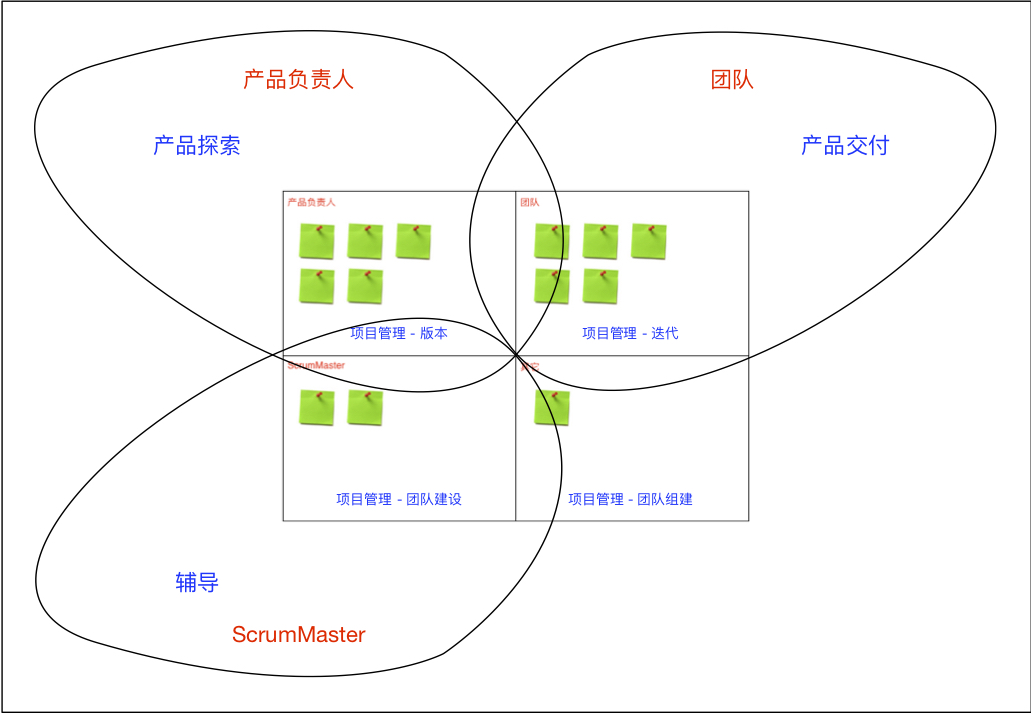 产品负责人
团队
产品探索
产品交付
产品负责人
团队
项目管理 - 版本
项目管理 - 迭代
ScrumMaster
其它
项目管理 - 团队建设
项目管理 - 团队组建
辅导
ScrumMaster